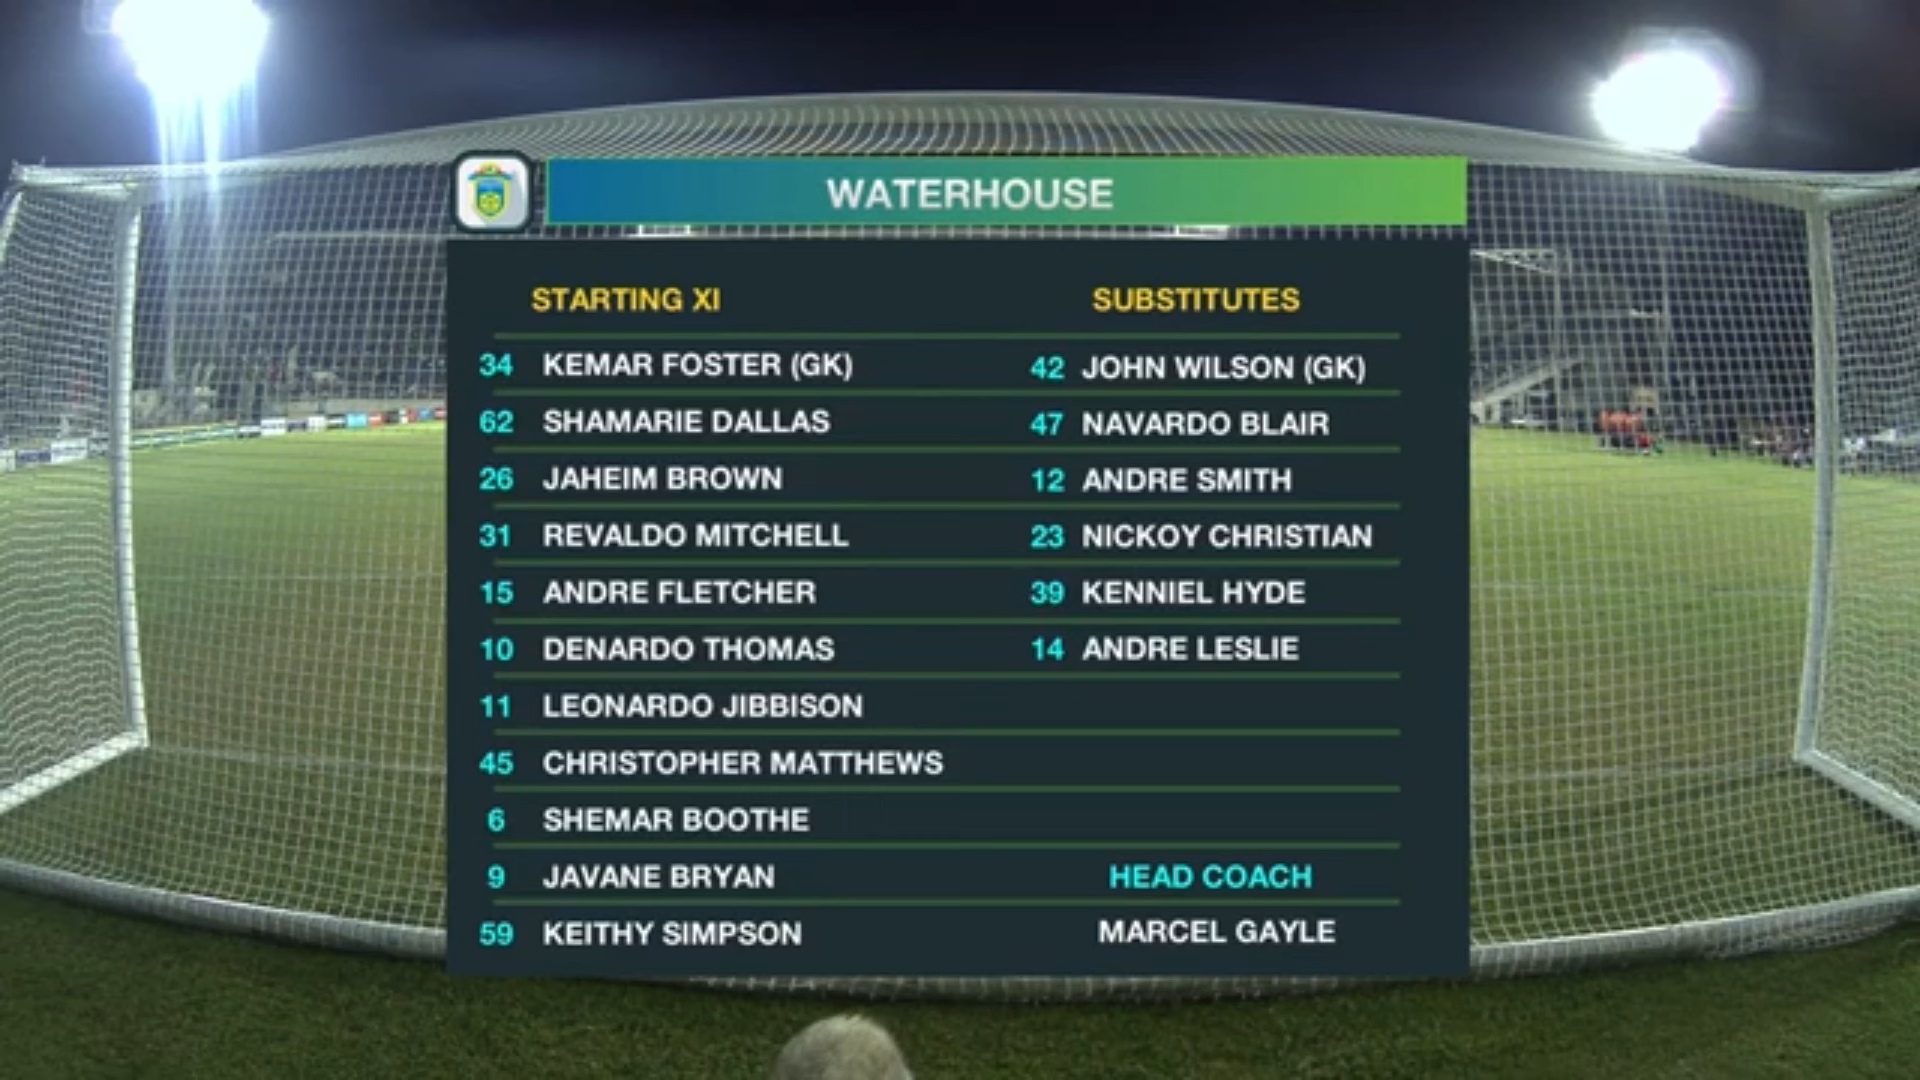 WATERHOUSE
STARTING XI
34 KEMAR FOSTER (GK)
62 SHAMARIE DALLAS
26 JAHEIM BROWN
31 REVALDO MITCHELL
15 ANDRE FLETCHER
10 DENARDO THOMAS
11 LEONARDO JIBBISON
45 CHRISTOPHER MATTHEWS
6 SHEMAR BOOTHE
9 JAVANE BRYAN
59 KEITHY SIMPSON
SUBSTITUTES
42 JOHN WILSON (GK)
47 NAVARDO BLAIR
12 ANDRE SMITH
23 NICKOY CHRISTIAN
39 KENNIEL HYDE
14 ANDRE LESLIE
HEAD COACH
MARCEL GAYLE